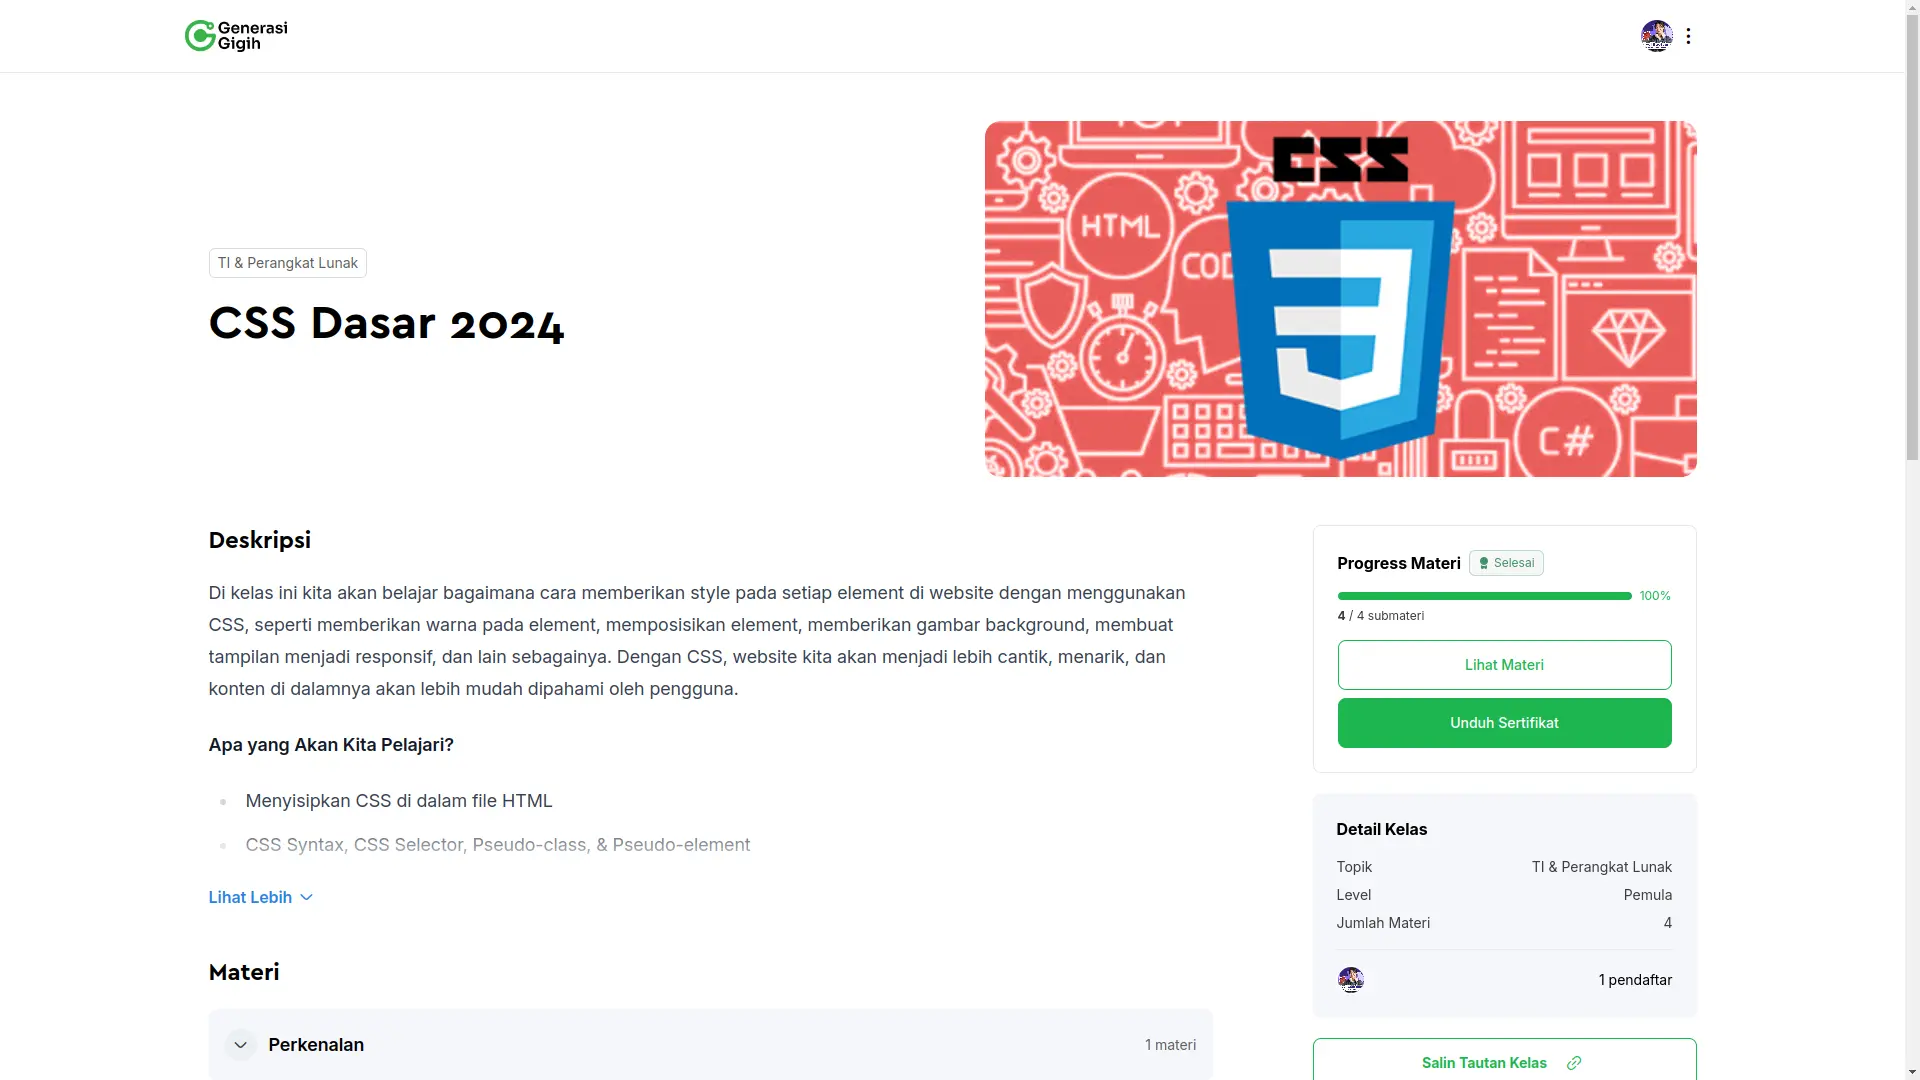 Generasi
Gigih
TI & Perangkat Lunak
CSS Dasar 2024
CSS
HTML
COD
C#
Deskripsi
Di kelas ini kita akan belajar bagaimana cara memberikan style pada setiap element di website dengan menggunakan
CSS, seperti memberikan warna pada element, memposisikan element, memberikan gambar background, membuat
tampilan menjadi responsif, dan lain sebagainya. Dengan CSS, website kita akan menjadi lebih cantik, menarik, dan
konten di dalamnya akan lebih mudah dipahami oleh pengguna.
Apa yang Akan Kita Pelajari?
Menyisipkan CSS di dalam file HTML
CSS Syntax, CSS Selector, Pseudo-class, & Pseudo-element
Lihat Lebih
Materi
Perkenalan
1 materi
Progress Materi
Selesai
100%
4 / 4 submateri
Lihat Materi
Unduh Sertifikat
Detail Kelas
Topik
TI & Perangkat Lunak
Level
Pemula
Jumlah Materi
4
1 pendaftar
Salin Tautan Kelas